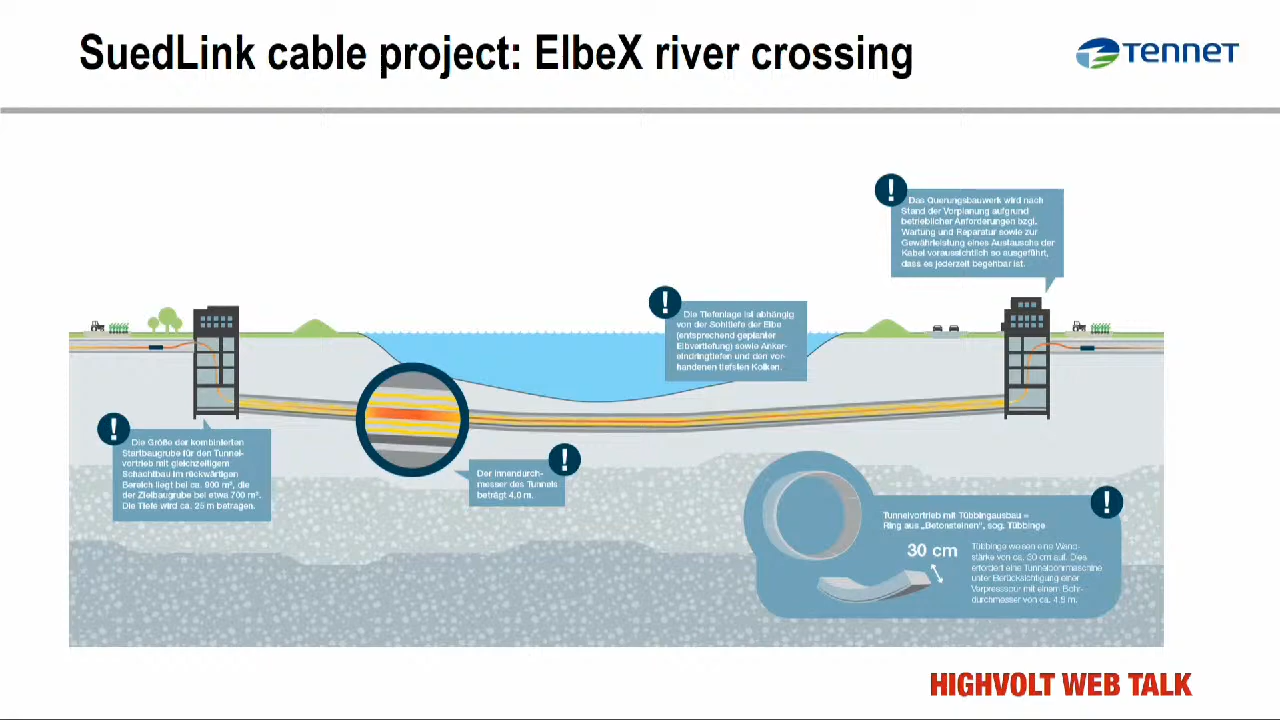 SuedLink cable project: ElbeX river crossing
TENNET
Das Querungsbauwerk wird nach
Stand der Vorplanung aufgrund
betrieblicher Anforderungen bzgl.
Wartung und Reparatur sowie zur
Gewährleistung eines Austauschs der
Kabel voraussichtlich so ausgeführt,
dass es jederzeit begehbar ist.
Die Tiefenlage ist abhängig
von der Sohltiefe der Elbe
(entsprechend geplanter
Elbvertiefung) sowie Anker-
eindringtiefen und den vor-
handenen tiefsten Kolken.
Die Größe der kombinierten
Startbaugrube für den Tunnel-
vortrieb mit gleichzeitigem
Schachtbau im rückwärtigen
Bereich liegt bei ca. 900 m², die
der Zielbaugrube bei etwa 700 m².
Die Tiefe wird ca. 25 m betragen.
Der Innendurch-
messer des Tunnels
beträgt 4,0 m.
Tunnelvortrieb mit Tübbingausbau =
Ring aus „Betonsteinen“, sog. Tübbinge
30 cm
Tübbinge weisen eine Wand-
stärke von ca. 30 cm auf. Dies
erfordert eine Tunnelbohrmaschine
unter Berücksichtigung einer
Verpressspur mit einem Bohr-
durchmesser von ca. 4,8 m.
HIGHVOLT WEB TALK